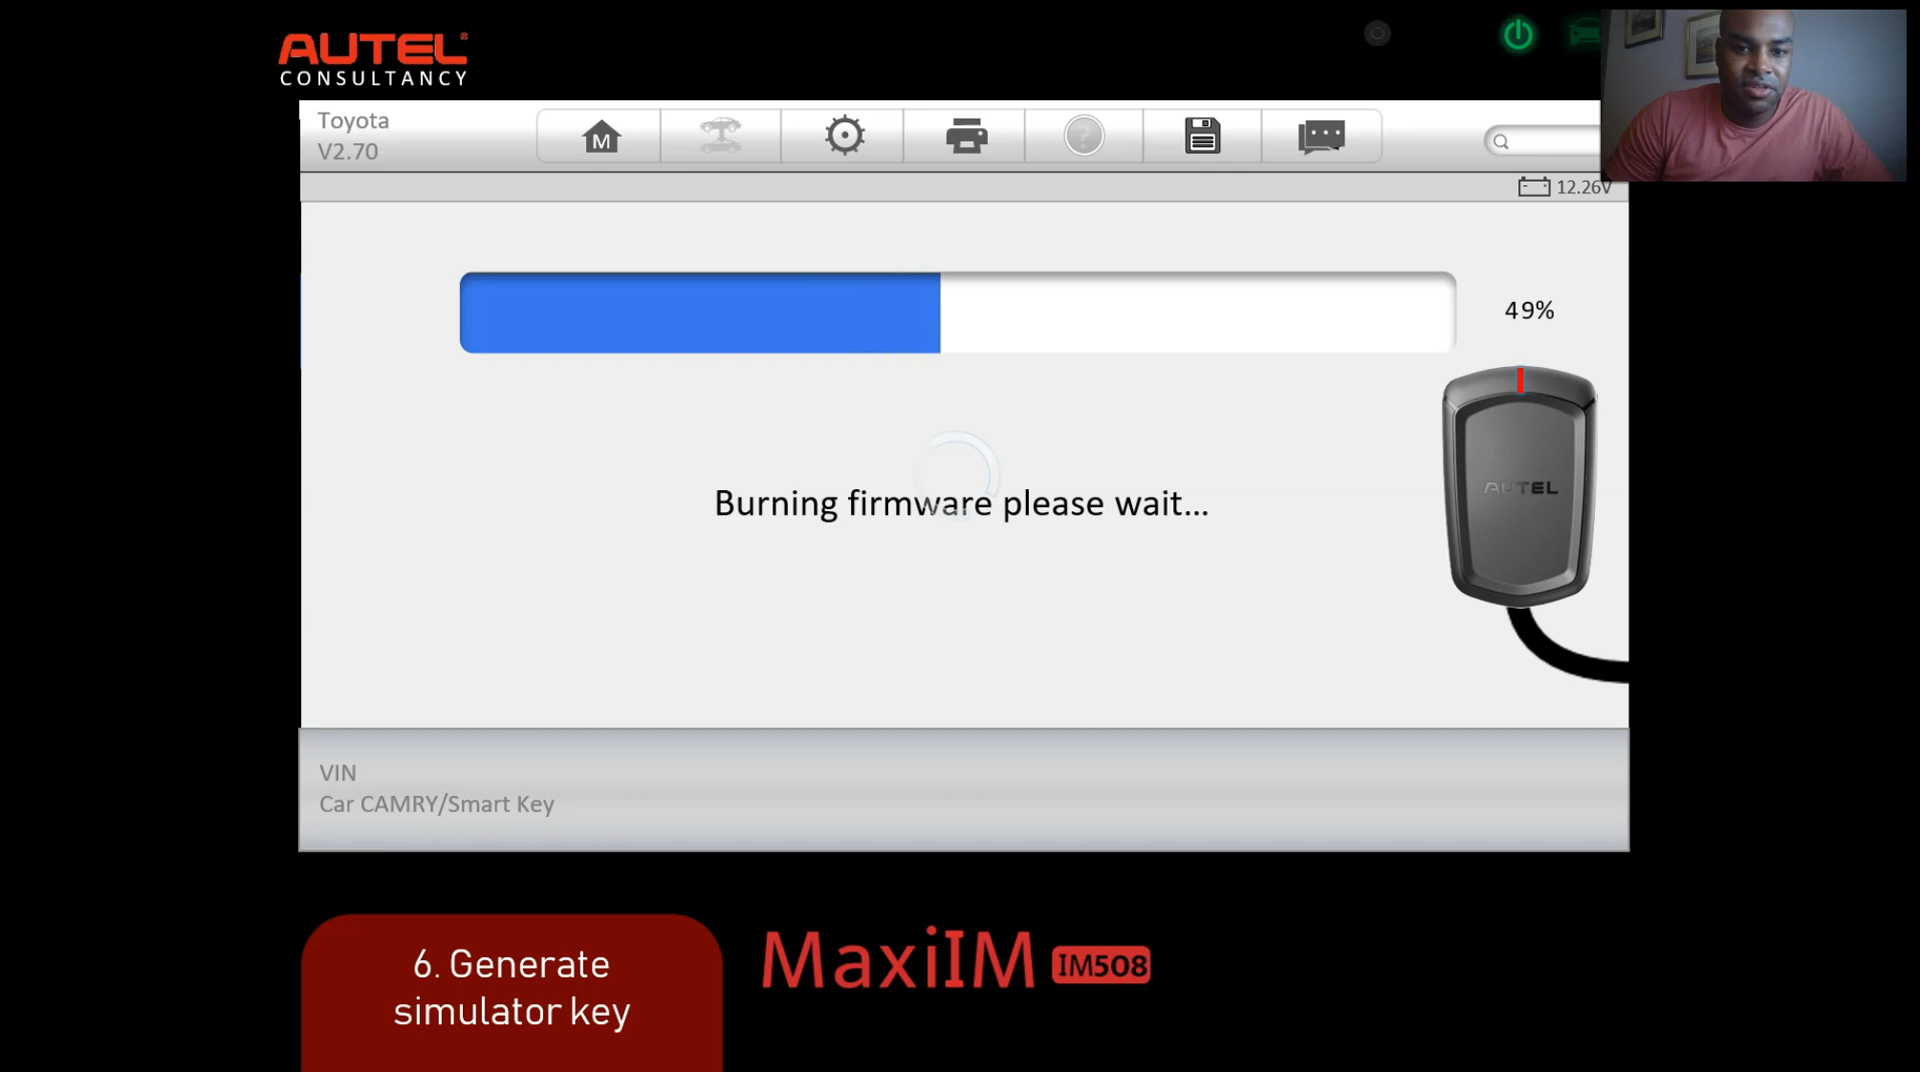 AUTEL®
CONSULTANCY
Toyota
V2.70
M
?
12.26V
49%
AUTEL
Burning firmware please wait...
VIN
Car CAMRY/Smart Key
6. Generate
simulator key
MaxiIM IM508